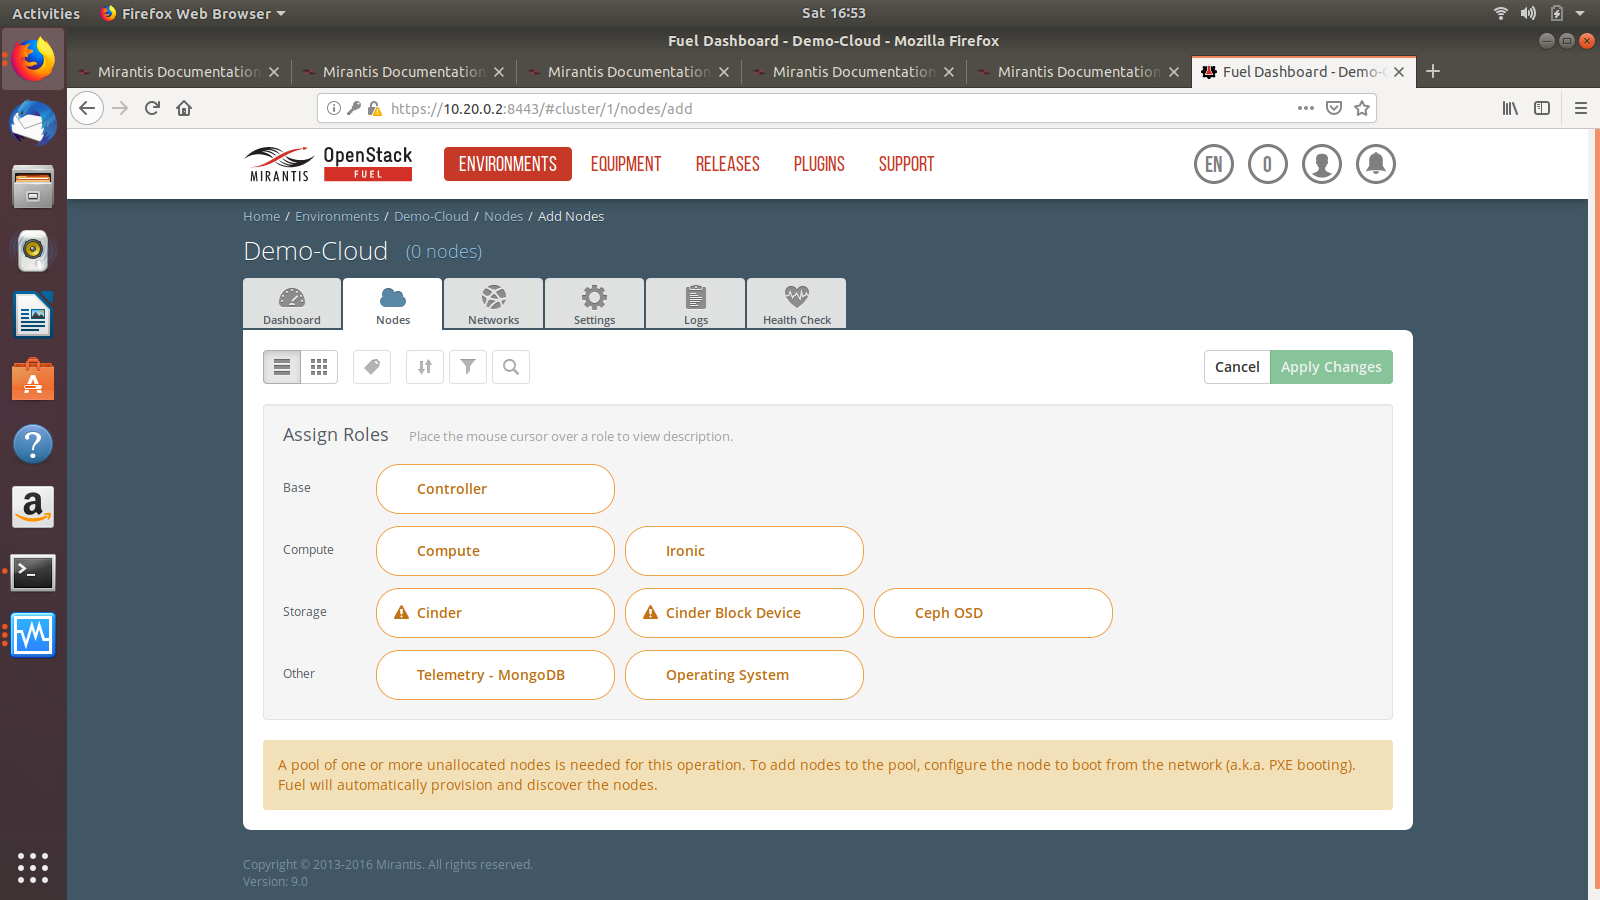 Activities Firefox Web Browser Sat 16:53
Fuel Dashboard - Demo-Cloud - Mozilla Firefox
Mirantis Documentation Mirantis Documentation Mirantis Documentation Mirantis Documentation Mirantis Documentation Fuel Dashboard - Demo-C
https://10.20.0.2:8443/#cluster/1/nodes/add
MIRANTIS OpenStack FUEL ENVIRONMENTS EQUIPMENT RELEASES PLUGINS SUPPORT EN 0
Home / Environments / Demo-Cloud / Nodes / Add Nodes
Demo-Cloud (0 nodes)
Dashboard Nodes Networks Settings Logs Health Check
Cancel Apply Changes
Assign Roles Place the mouse cursor over a role to view description.
Base Controller
Compute Compute Ironic
Storage Cinder Cinder Block Device Ceph OSD
Other Telemetry - MongoDB Operating System
A pool of one or more unallocated nodes is needed for this operation. To add nodes to the pool, configure the node to boot from the network (a.k.a. PXE booting).
Fuel will automatically provision and discover the nodes.
Copyright © 2013-2016 Mirantis. All rights reserved.
Version: 9.0